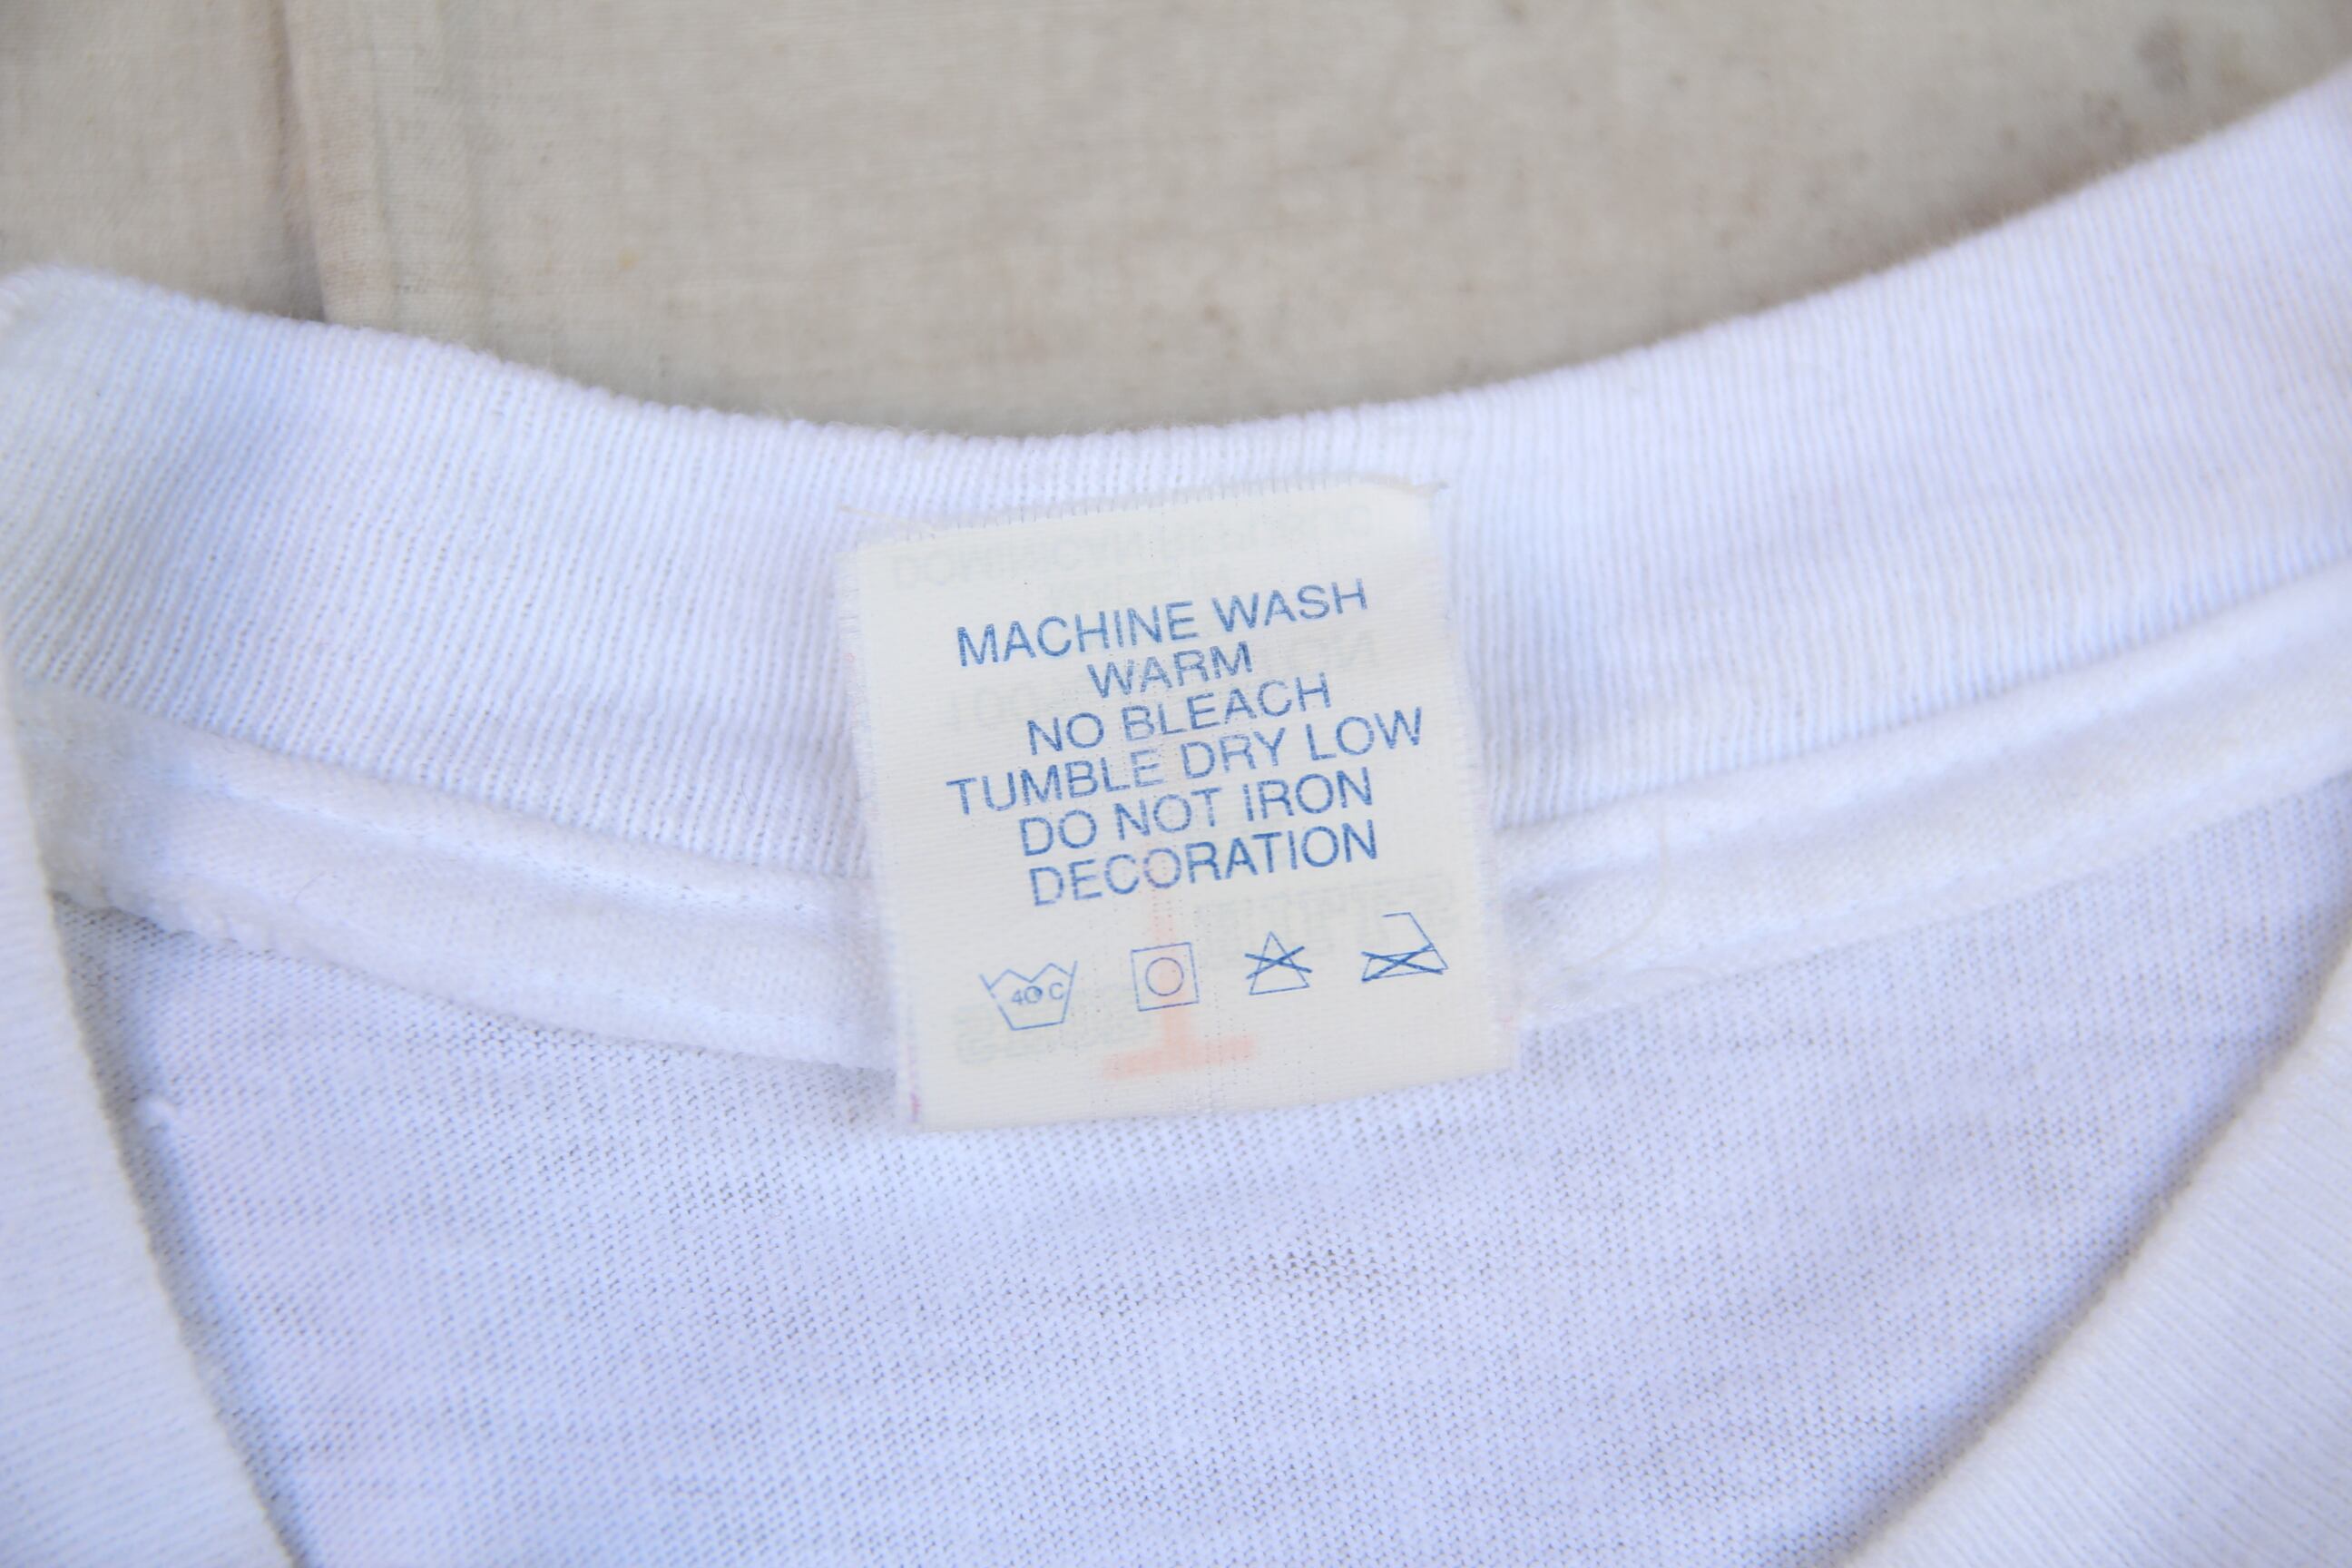 MACHINE WASH
WARM
NO BLEACH
TUMBLE DRY LOW
DO NOT IRON
DECORATION
40°C